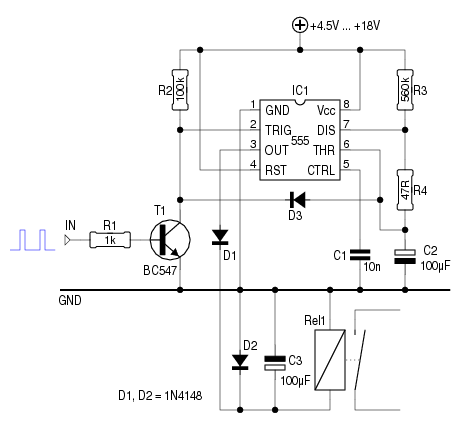 +4.5V ... +18V
R2
100k
IC1
R3
560k
1 GND Vcc 8
2 TRIG DIS 7
555
3 OUT THR 6
4 RST CTRL 5
R4
47R
T1
D3
IN
R1
1k
D1
C1
10n
C2
100µF
BC547
GND
Rel1
D2
C3
100µF
D1, D2 = 1N4148